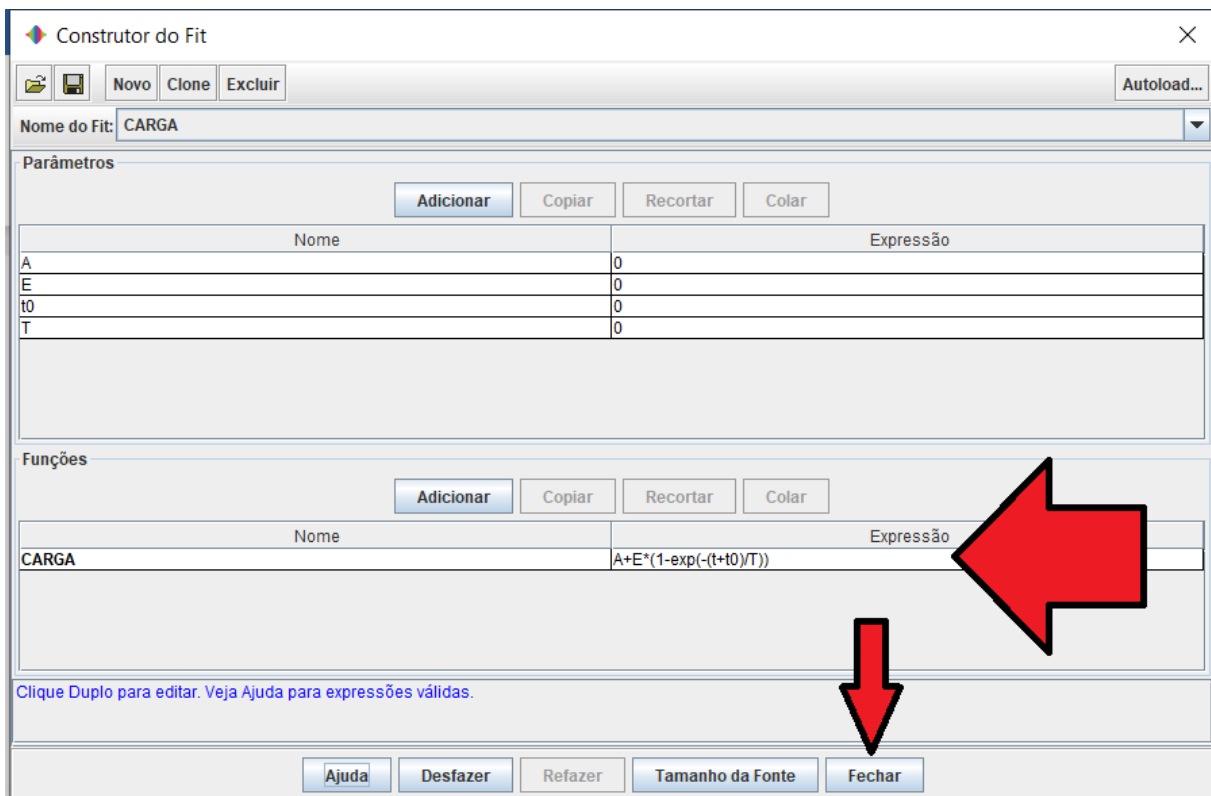 Construtor do Fit
Novo Clone Excluir Autoload...
Nome do Fit: CARGA
Parâmetros
Adicionar Copiar Recortar Colar
Nome Expressão
A 0
E 0
t0 0
T 0
Funções
Adicionar Copiar Recortar Colar
Nome Expressão
CARGA A+E*(1-exp(-(t+t0)/T))
Clique Duplo para editar. Veja Ajuda para expressões válidas.
Ajuda Desfazer Refazer Tamanho da Fonte Fechar